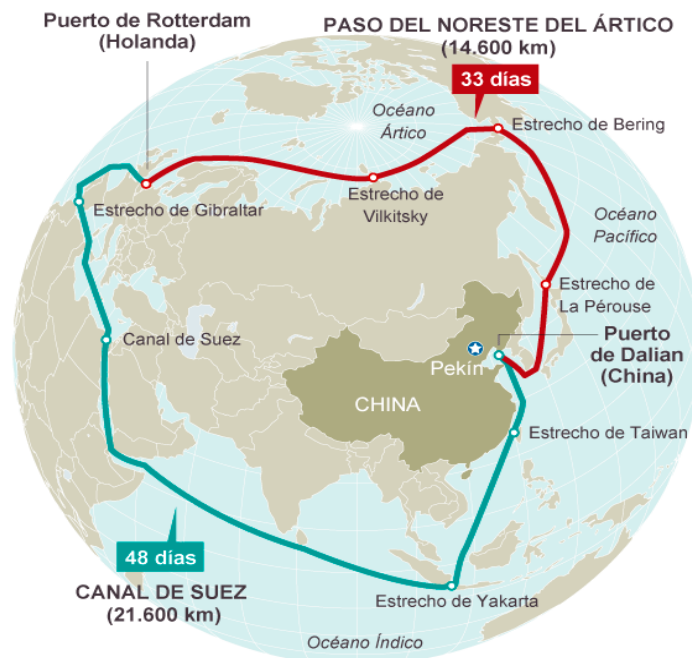 Puerto de Rotterdam
(Holanda)
PASO DEL NORESTE DEL ÁRTICO
(14.600 km)
33 días
Océano
Ártico
Estrecho de Bering
Estrecho de Gibraltar
Estrecho de
Vilkitsky
Océano
Pacífico
Estrecho de
La Pérouse
Canal de Suez
Puerto
de Dalian
(China)
Pekín
CHINA
Estrecho de Taiwan
48 días
CANAL DE SUEZ
(21.600 km)
Estrecho de Yakarta
Océano Índico